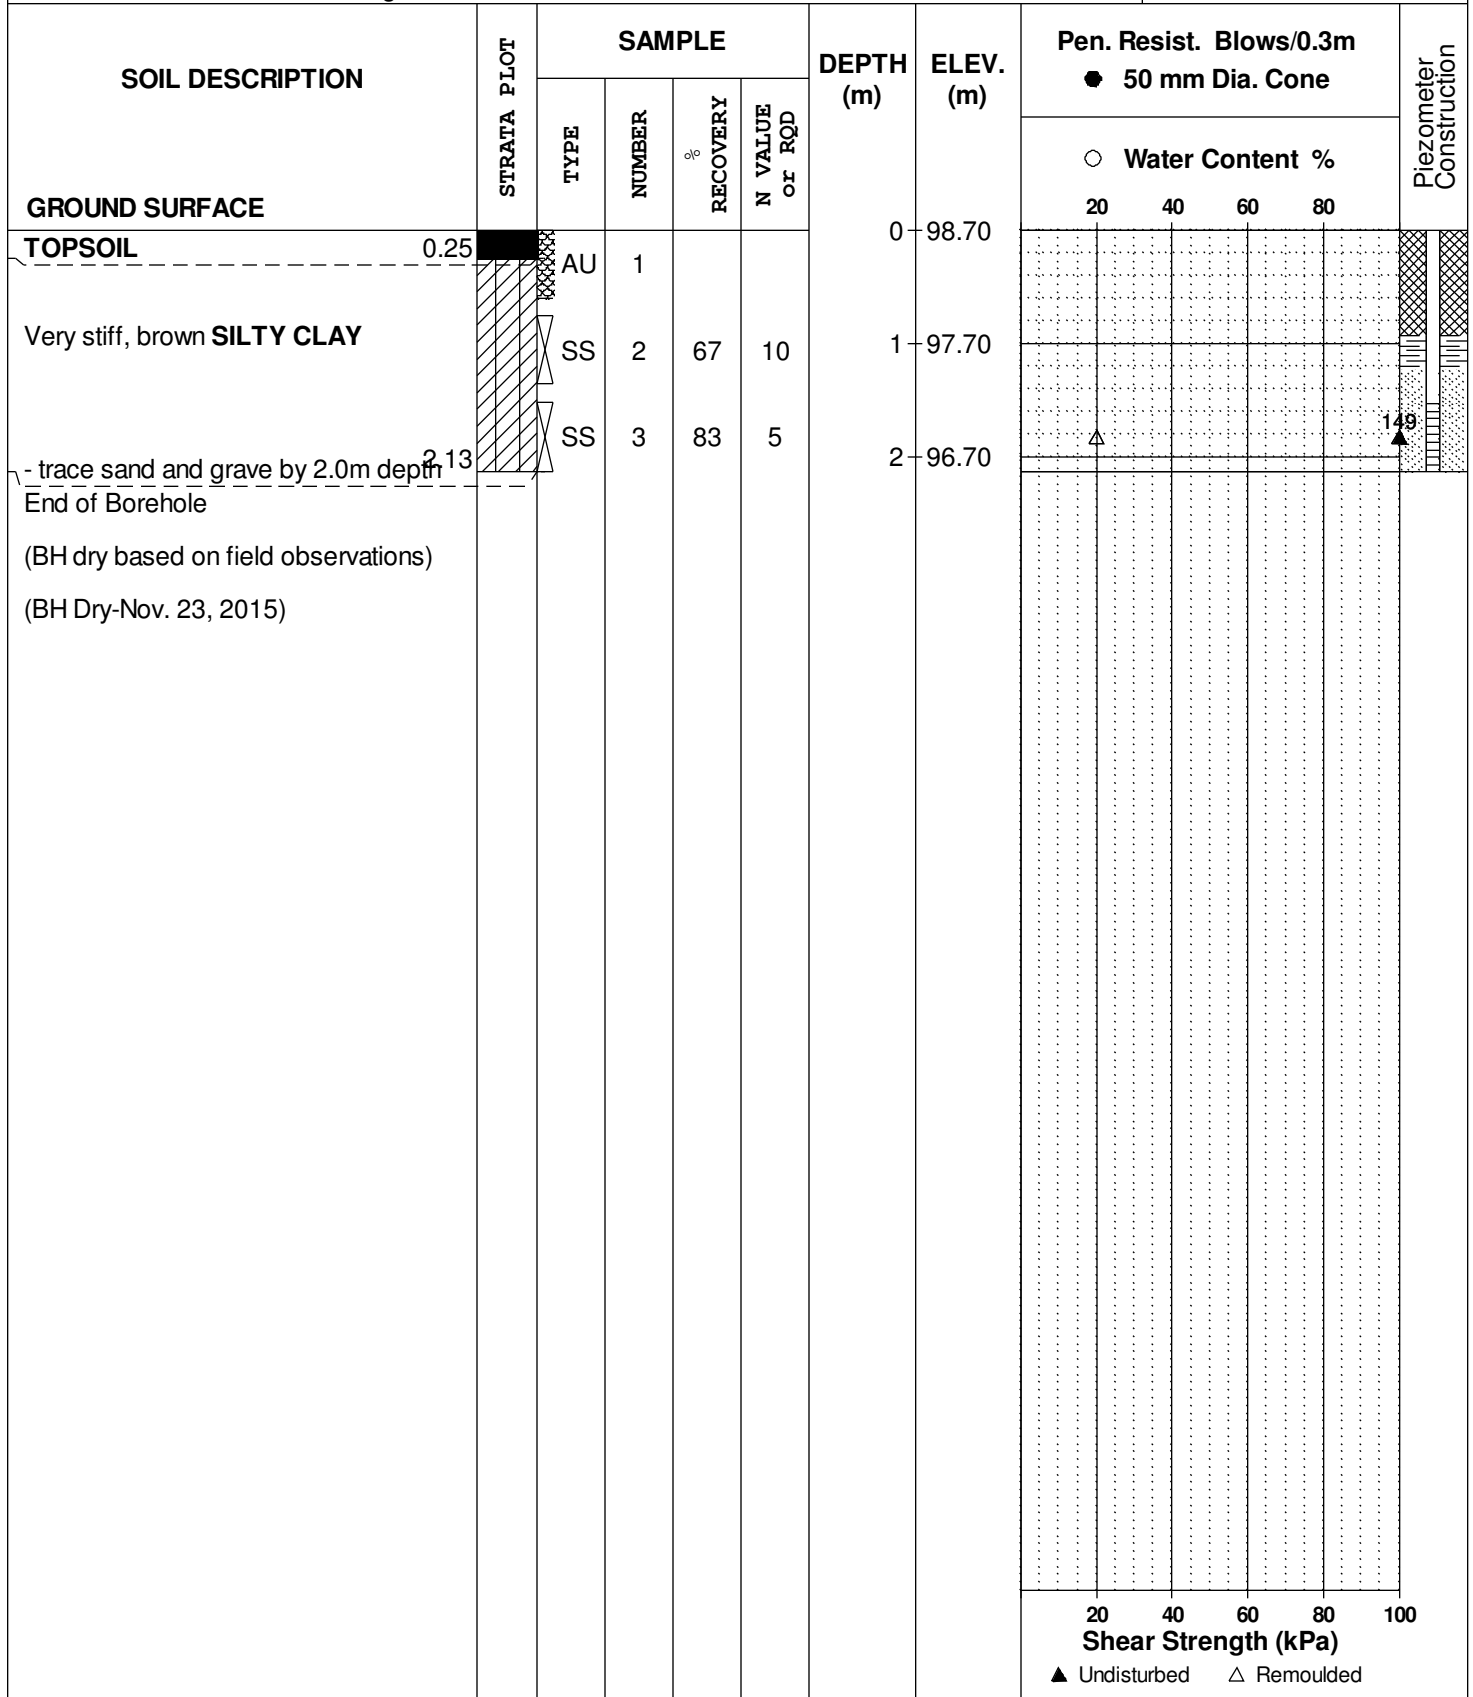 SOIL DESCRIPTION
GROUND SURFACE
STRATA PLOT
SAMPLE
TYPE
NUMBER
% RECOVERY
N VALUE or RQD
DEPTH (m)
ELEV. (m)
Pen. Resist. Blows/0.3m
● 50 mm Dia. Cone
○ Water Content %
20 40 60 80
Piezometer Construction
TOPSOIL 0.25
AU 1
0 98.70
Very stiff, brown SILTY CLAY
SS 2 67 10
1 97.70
SS 3 83 5
149
2 96.70
- trace sand and grave by 2.0m depth 2.13
End of Borehole
(BH dry based on field observations)
(BH Dry-Nov. 23, 2015)
20 40 60 80 100
Shear Strength (kPa)
▲ Undisturbed △ Remoulded